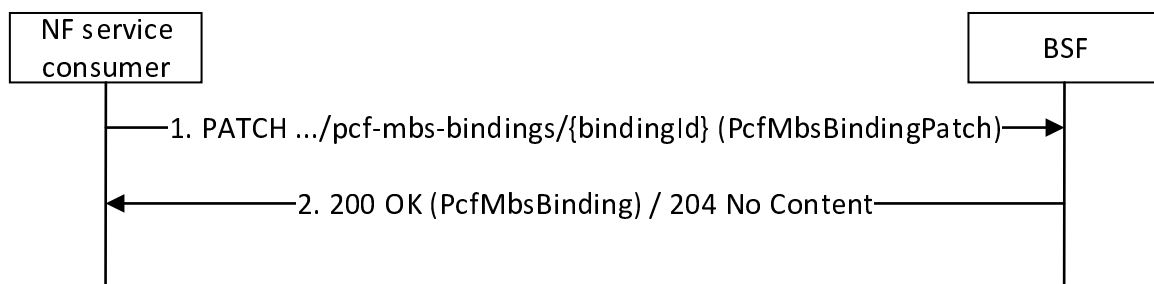 NF service
consumer
BSF
1. PATCH .../pcf-mbs-bindings/{bindingId} (PcfMbsBindingPatch)
2. 200 OK (PcfMbsBinding) / 204 No Content